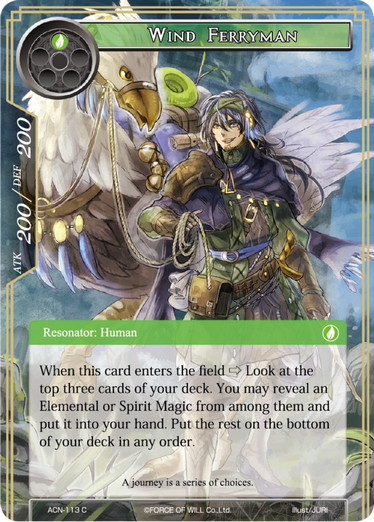 Wind Ferryman
ATK 200 / DEF 200
Resonator: Human
When this card enters the field ⇨ Look at the
top three cards of your deck. You may reveal an
Elemental or Spirit Magic from among them and
put it into your hand. Put the rest on the bottom
of your deck in any order.
A journey is a series of choices.
ACN-113 C ©FORCE OF WILL Co.,Ltd. Illust/JURI